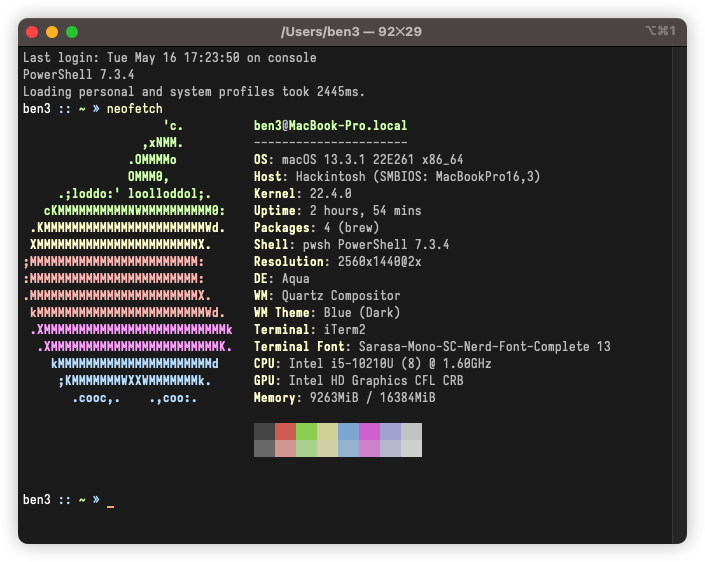 /Users/ben3 — 92×29
⌥⌘1
Last login: Tue May 16 17:23:50 on console
PowerShell 7.3.4
Loading personal and system profiles took 2445ms.
ben3 :: ~ » neofetch
'c. ben3@MacBook-Pro.local
,xNMM. ----------------------
.OMMMMo OS: macOS 13.3.1 22E261 x86_64
OMMM0, Host: Hackintosh (SMBIOS: MacBookPro16,3)
.;loddo:' loolloddol;. Kernel: 22.4.0
cKMMMMMMMMMMNWMMMMMMMMMM0: Uptime: 2 hours, 54 mins
.KMMMMMMMMMMMMMMMMMMMMMMMWd. Packages: 4 (brew)
XMMMMMMMMMMMMMMMMMMMMMMMX. Shell: pwsh PowerShell 7.3.4
;MMMMMMMMMMMMMMMMMMMMMMMM: Resolution: 2560x1440@2x
:MMMMMMMMMMMMMMMMMMMMMMMM: DE: Aqua
.MMMMMMMMMMMMMMMMMMMMMMMMX. WM: Quartz Compositor
kMMMMMMMMMMMMMMMMMMMMMMMMWd. WM Theme: Blue (Dark)
.XMMMMMMMMMMMMMMMMMMMMMMMMMMk Terminal: iTerm2
.XMMMMMMMMMMMMMMMMMMMMMMMMK. Terminal Font: Sarasa-Mono-SC-Nerd-Font-Complete 13
kMMMMMMMMMMMMMMMMMMMMMMd CPU: Intel i5-10210U (8) @ 1.60GHz
;KMMMMMMMWXXWMMMMMMMk. GPU: Intel HD Graphics CFL CRB
.cooc,. .,coo:. Memory: 9263MiB / 16384MiB
ben3 :: ~ » _